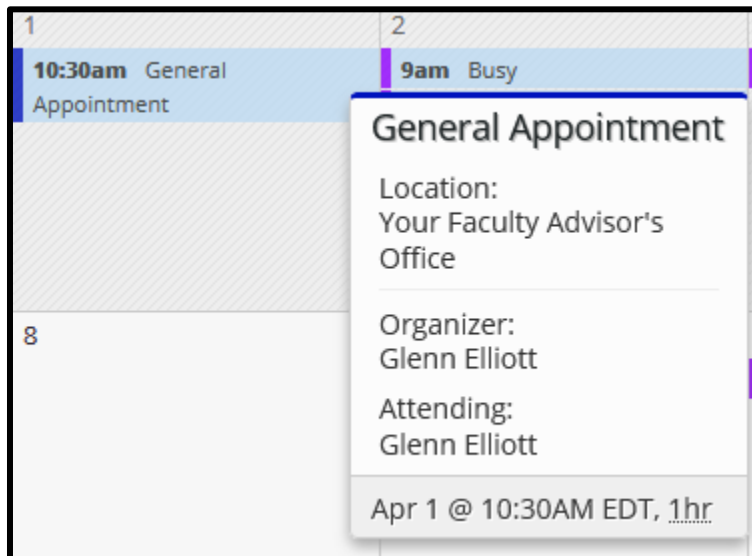 1
2
10:30am General
Appointment
9am Busy
General Appointment
Location:
Your Faculty Advisor's
Office
Organizer:
Glenn Elliott
Attending:
Glenn Elliott
Apr 1 @ 10:30AM EDT, 1hr
8